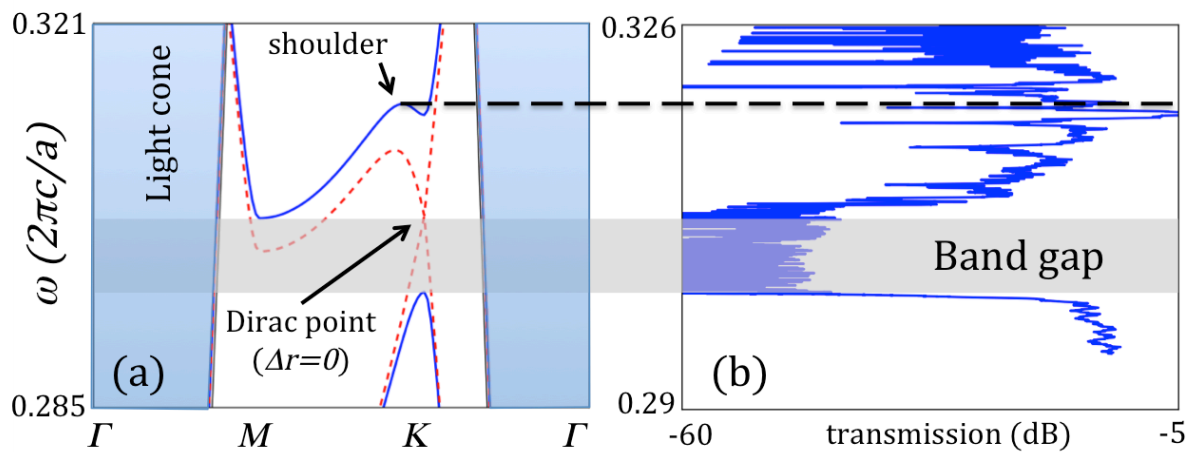 0.321
shoulder
Light cone
ω (2πc/a)
Dirac point
(Δr=0)
(a)
0.285
Γ
M
K
Γ
0.326
Band gap
(b)
0.29
-60
transmission (dB)
-5